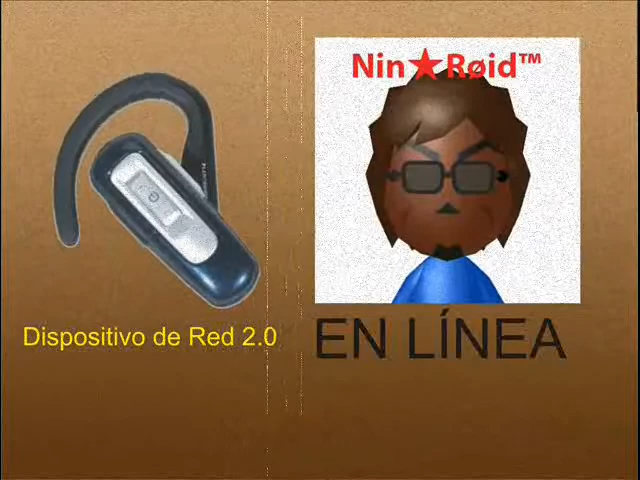 Nin★Røid™
Dispositivo de Red 2.0
EN LÍNEA